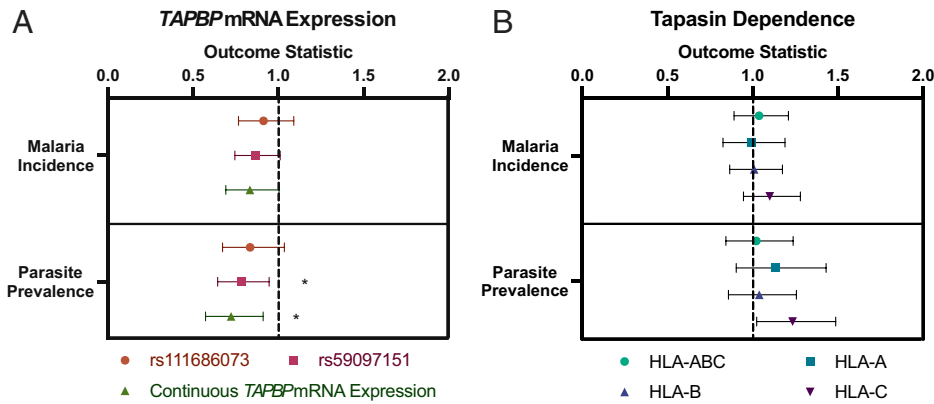 A
TAPBP mRNA Expression
Outcome Statistic
0.0 0.5 1.0 1.5 2.0
Malaria
Incidence
Parasite
Prevalence
*
*
rs111686073 rs59097151
Continuous TAPBP mRNA Expression
B
Tapasin Dependence
Outcome Statistic
0.0 0.5 1.0 1.5 2.0
Malaria
Incidence
Parasite
Prevalence
HLA-ABC HLA-A
HLA-B HLA-C